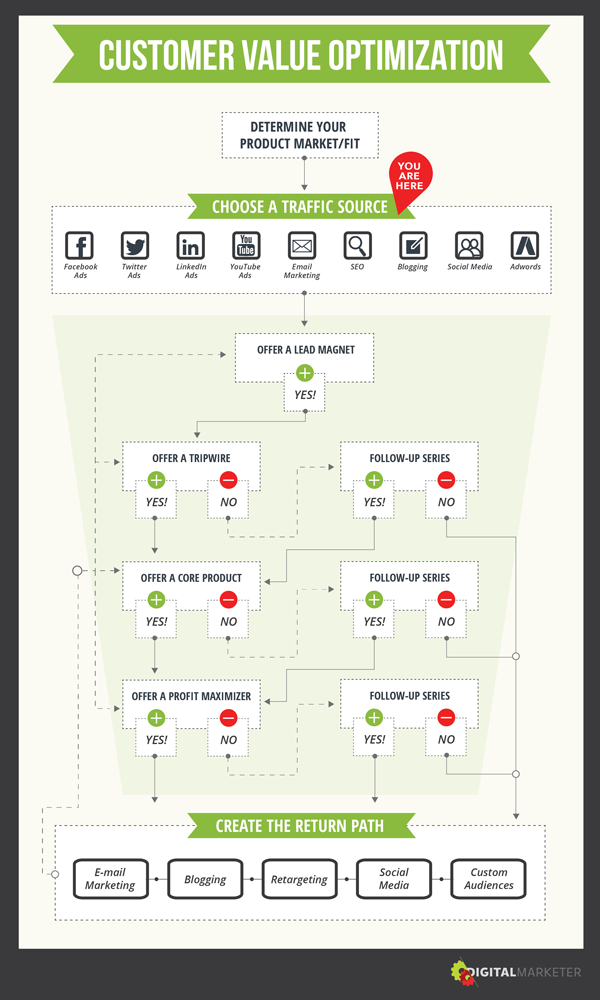 CUSTOMER VALUE OPTIMIZATION
DETERMINE YOUR
PRODUCT MARKET/FIT
YOU
ARE
HERE
CHOOSE A TRAFFIC SOURCE
You
Tube
Facebook
Ads
Twitter
Ads
LinkedIn
Ads
YouTube
Ads
Email
Marketing
SEO
Blogging
Social Media
Adwords
OFFER A LEAD MAGNET
YES!
OFFER A TRIPWIRE
YES!
NO
FOLLOW-UP SERIES
YES!
NO
OFFER A CORE PRODUCT
YES!
NO
FOLLOW-UP SERIES
YES!
NO
OFFER A PROFIT MAXIMIZER
YES!
NO
FOLLOW-UP SERIES
YES!
NO
CREATE THE RETURN PATH
E-mail
Marketing
Blogging
Retargeting
Social
Media
Custom
Audiences
DIGITALMARKETER